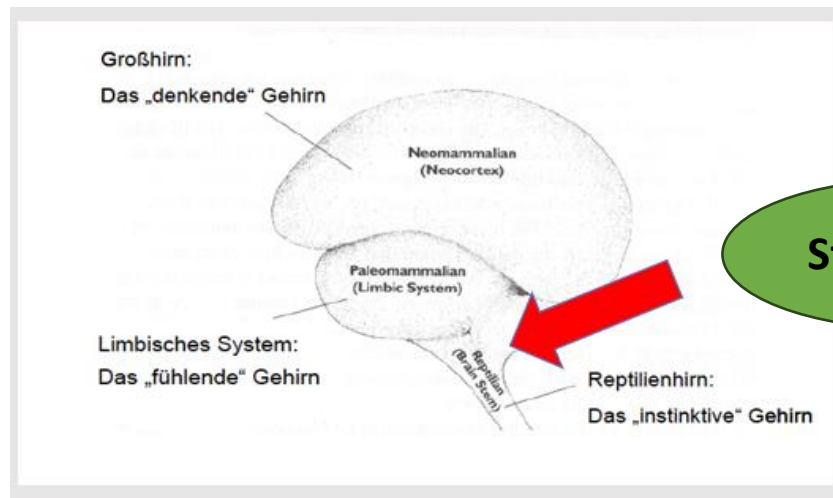 Großhirn:
Das „denkende“ Gehirn
Neomammalian
(Neocortex)
Paleomammalian
(Limbic System)
Limbisches System:
Das „fühlende“ Gehirn
Reptilian
(Brain Stem)
Reptilienhirn:
Das „instinktive“ Gehirn